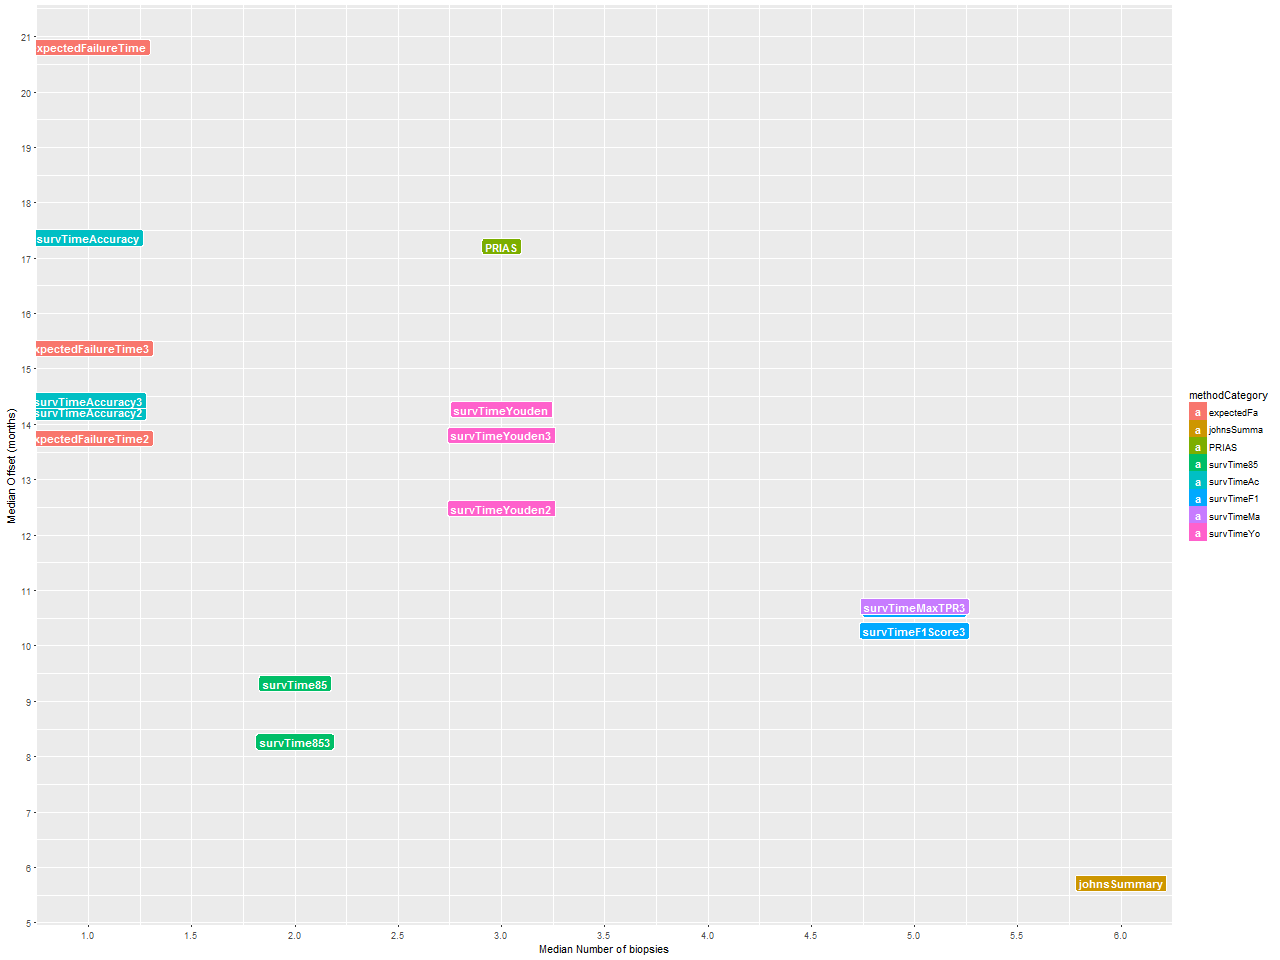 21
20
19
18
17
16
15
14
13
12
11
10
9
8
7
6
5
Median Offset (months)
xpectedFailureTime
survTimeAccuracy
PRIAS
xpectedFailureTime3
survTimeAccuracy3
survTimeAccuracy2
xpectedFailureTime2
survTimeYouden
survTimeYouden3
survTimeYouden2
survTimeMaxTPR3
survTimeF1Score3
survTime85
survTime853
johnsSummary
1.0 1.5 2.0 2.5 3.0 3.5 4.0 4.5 5.0 5.5 6.0
Median Number of biopsies
methodCategory
a expectedFa
a johnsSumma
a PRIAS
a survTime85
a survTimeAc
a survTimeF1
a survTimeMa
a survTimeYo